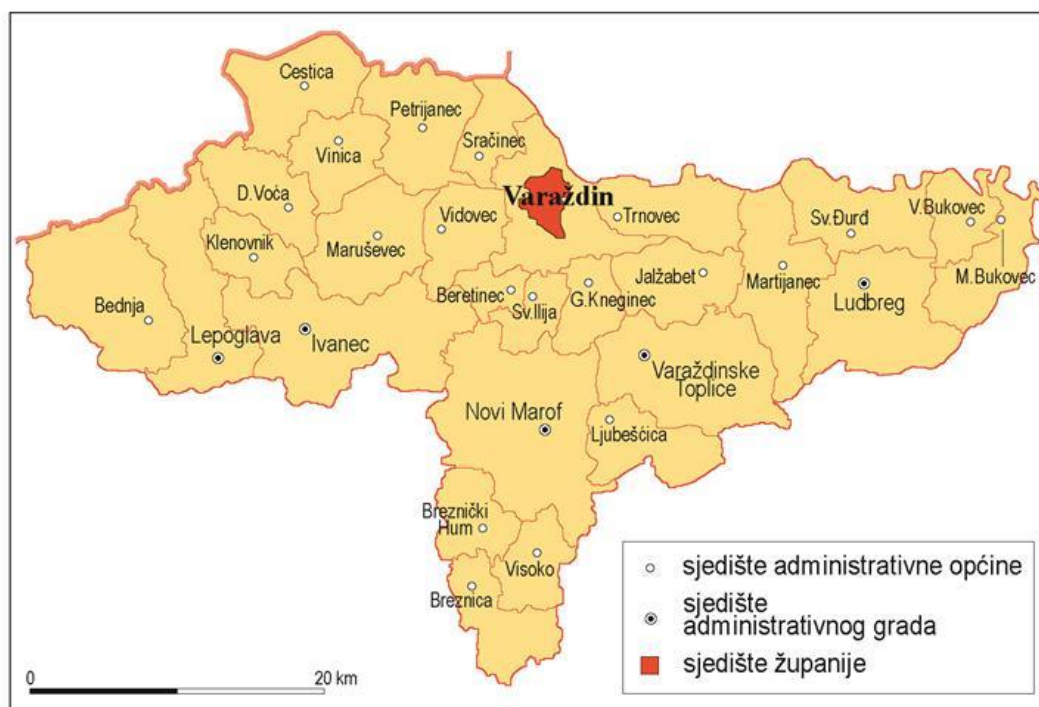 Cestica
Petrijanec
Sračinec
Vinica
Varaždin
D.Voća
Vidovec
Trnovec
Sv.Đurđ
V.Bukovec
Klenovnik
Maruševec
M.Bukovec
Bednja
Beretinec
Sv.Ilija
G.Kneginec
Jalžabet
Martijanec
Ludbreg
Lepoglava
Ivanec
Varaždinske
Toplice
Novi Marof
Ljubešćica
Breznički
Hum
Visoko
Breznica
sjedište administrativne općine
sjedište
administrativnog grada
sjedište županije
0 20 km